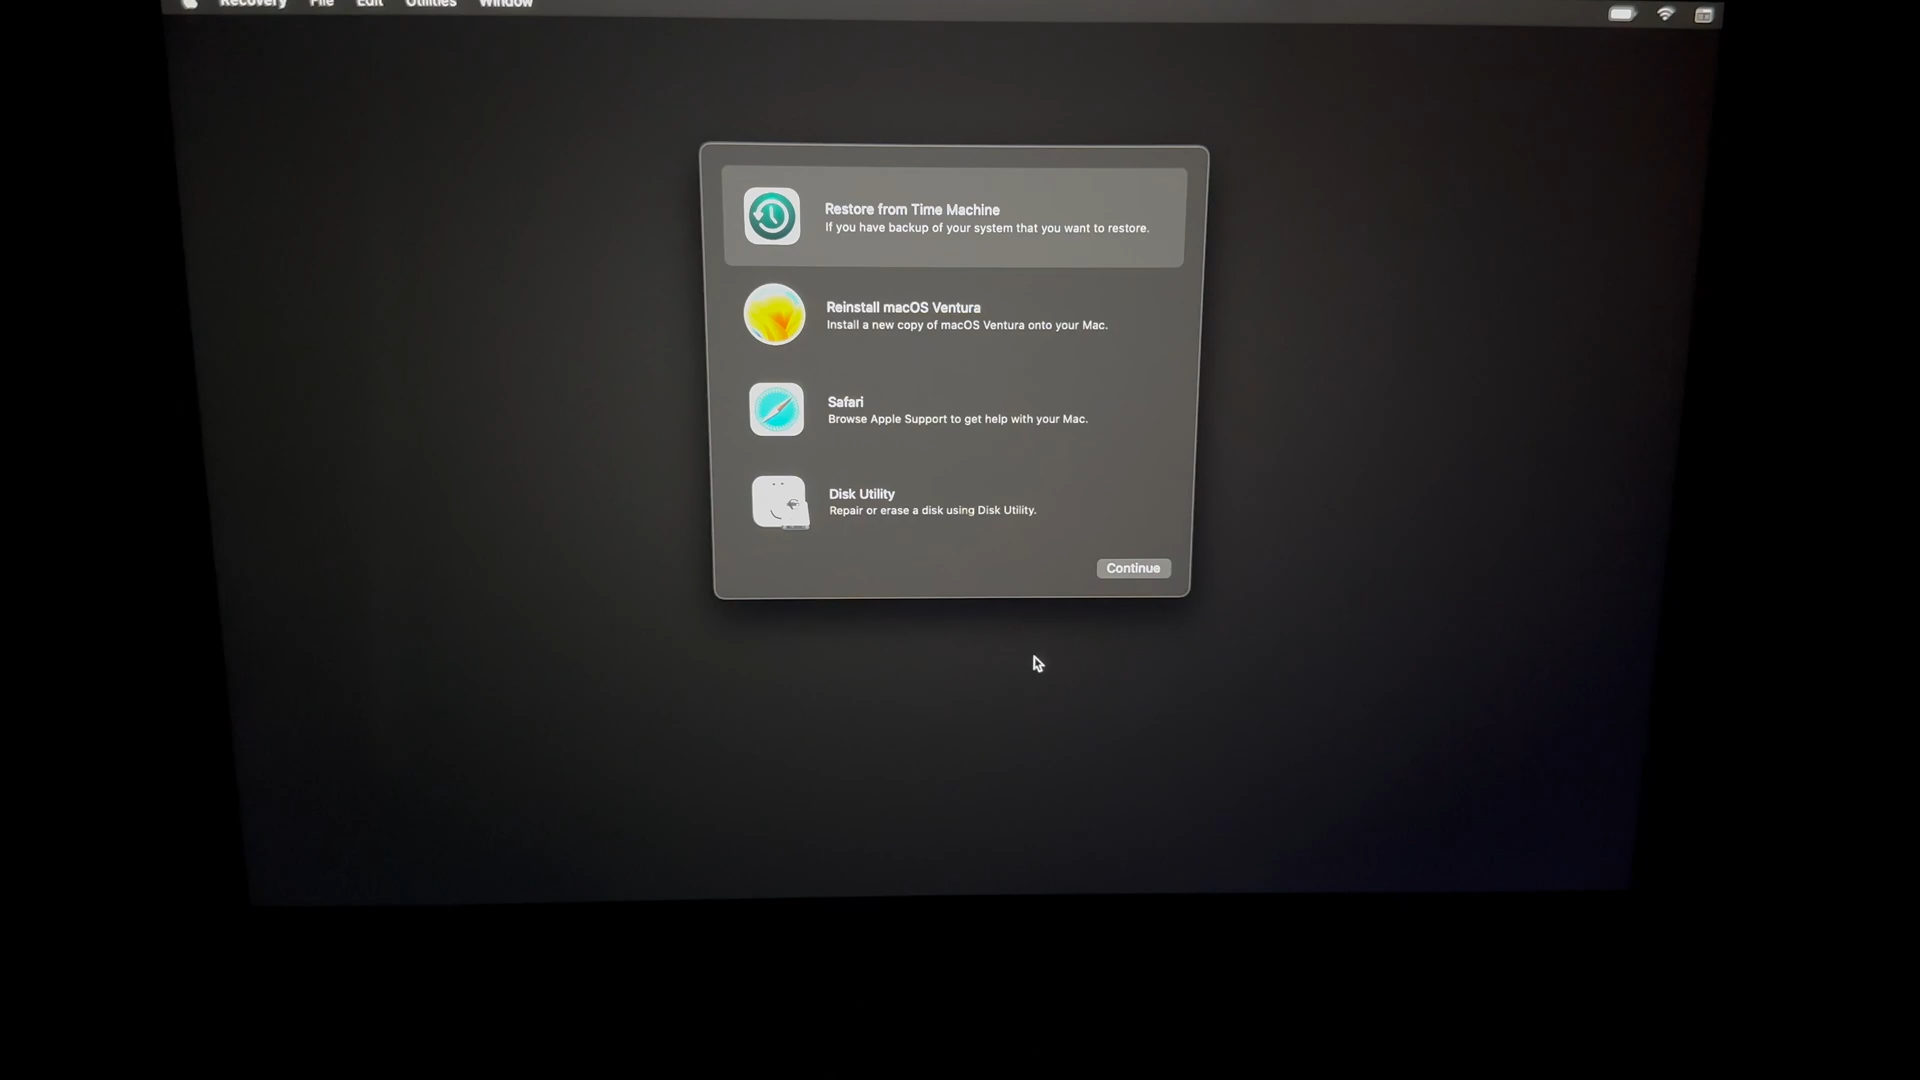 Recovery File Edit Utilities Window
Restore from Time Machine
If you have backup of your system that you want to restore.
Reinstall macOS Ventura
Install a new copy of macOS Ventura onto your Mac.
Safari
Browse Apple Support to get help with your Mac.
Disk Utility
Repair or erase a disk using Disk Utility.
Continue